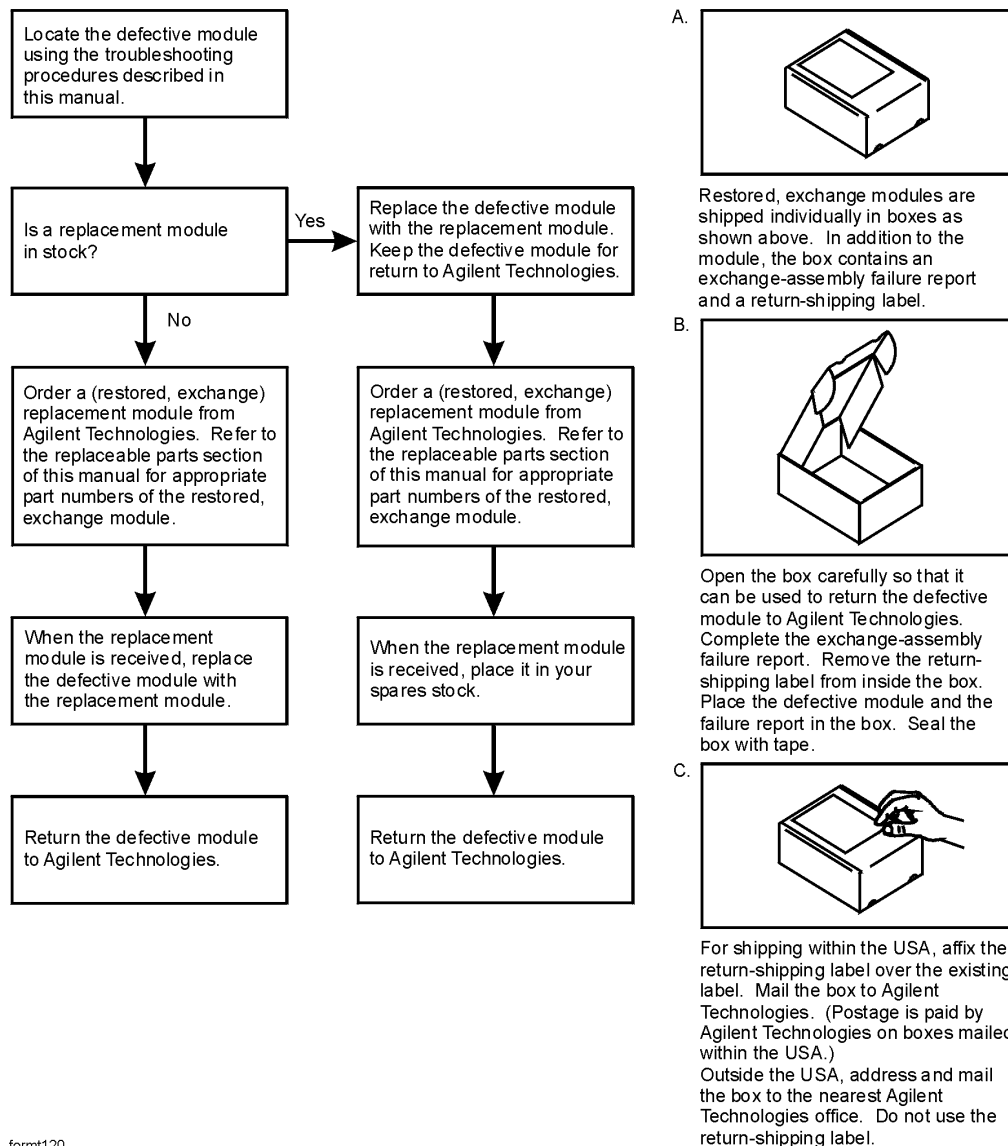 Locate the defective module
using the troubleshooting
procedures described in
this manual.
Is a replacement module
in stock?
Yes
Replace the defective module
with the replacement module.
Keep the defective module for
return to Agilent Technologies.
No
Order a (restored, exchange)
replacement module from
Agilent Technologies. Refer to
the replaceable parts section
of this manual for appropriate
part numbers of the restored,
exchange module.
Order a (restored, exchange)
replacement module from
Agilent Technologies. Refer to
the replaceable parts section
of this manual for appropriate
part numbers of the restored,
exchange module.
When the replacement
module is received, replace
the defective module with
the replacement module.
When the replacement module
is received, place it in your
spares stock.
Return the defective module
to Agilent Technologies.
Return the defective module
to Agilent Technologies.
A.
Restored, exchange modules are
shipped individually in boxes as
shown above. In addition to the
module, the box contains an
exchange-assembly failure report
and a return-shipping label.
B.
Open the box carefully so that it
can be used to return the defective
module to Agilent Technologies.
Complete the exchange-assembly
failure report. Remove the return-
shipping label from inside the box.
Place the defective module and the
failure report in the box. Seal the
box with tape.
C.
For shipping within the USA, affix the
return-shipping label over the existing
label. Mail the box to Agilent
Technologies. (Postage is paid by
Agilent Technologies on boxes mailed
within the USA.)
Outside the USA, address and mail
the box to the nearest Agilent
Technologies office. Do not use the
return-shipping label.